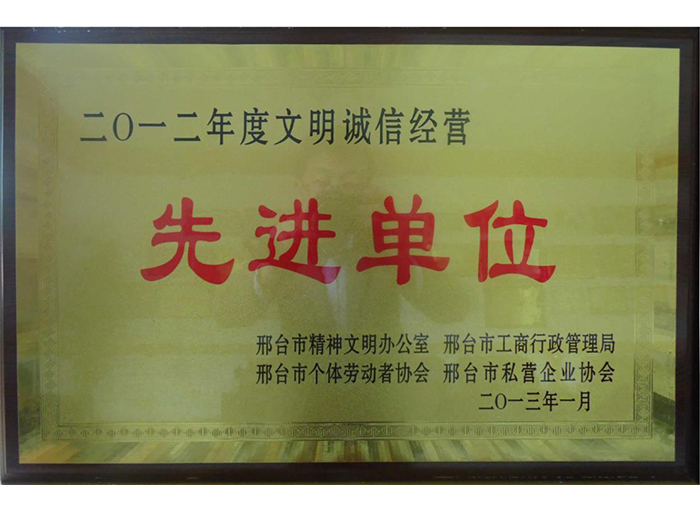 二〇一二年度文明诚信经营
先进单位
邢台市精神文明办公室 邢台市工商行政管理局
邢台市个体劳动者协会 邢台市私营企业协会
二〇一三年一月